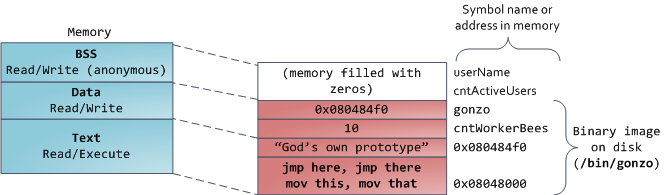 Symbol name or
address in memory
Memory
BSS
Read/Write (anonymous)
Data
Read/Write
Text
Read/Execute
(memory filled with
zeros)
0x080484f0
10
“God’s own prototype”
jmp here, jmp there
mov this, mov that
userName
cntActiveUsers
gonzo
cntWorkerBees
0x080484f0
0x08048000
Binary image
on disk
(/bin/gonzo)